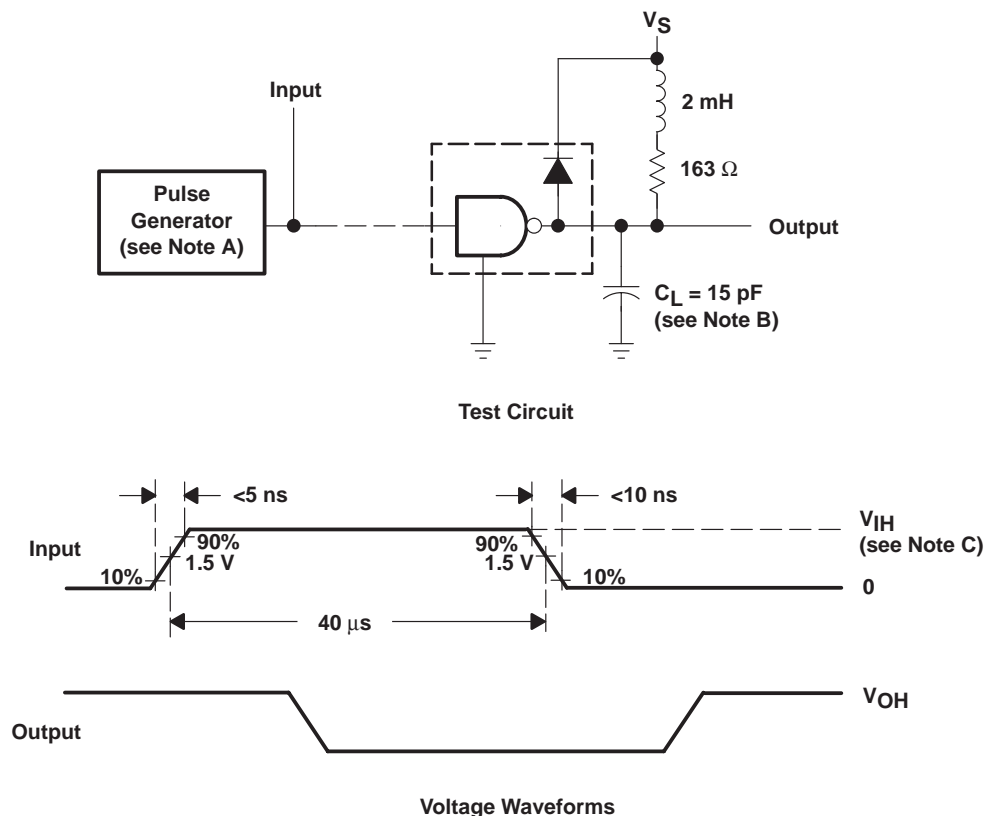 VS
Input
2 mH
163 Ω
Pulse
Generator
(see Note A)
Output
CL = 15 pF
(see Note B)
Test Circuit
<5 ns
<10 ns
VIH
(see Note C)
Input
90%
1.5 V
90%
1.5 V
10%
10%
0
40 μs
VOH
Output
Voltage Waveforms